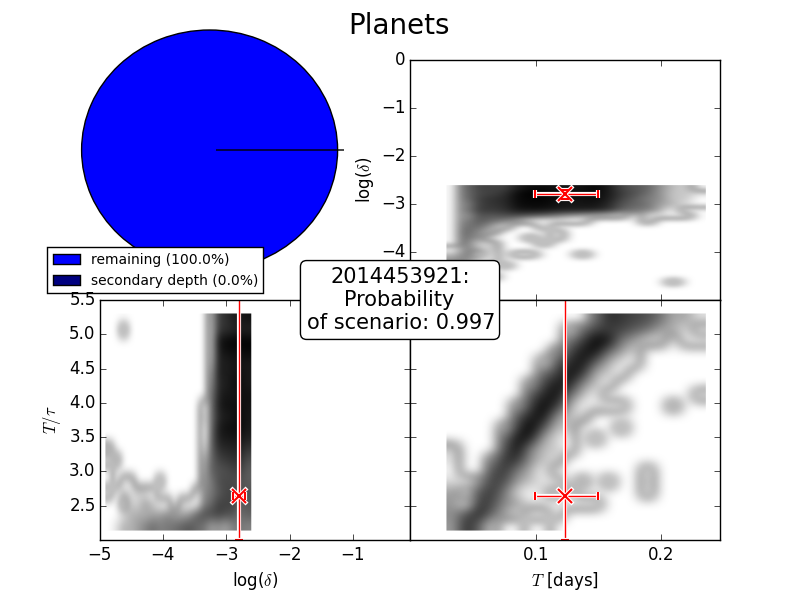 Planets
remaining (100.0%)
secondary depth (0.0%)
0
−1
−2
−3
−4
log(δ)
2014453921:
Probability
of scenario: 0.997
5.5
5.0
4.5
4.0
3.5
3.0
2.5
T/τ
−5 −4 −3 −2 −1
log(δ)
0.1 0.2
T [days]